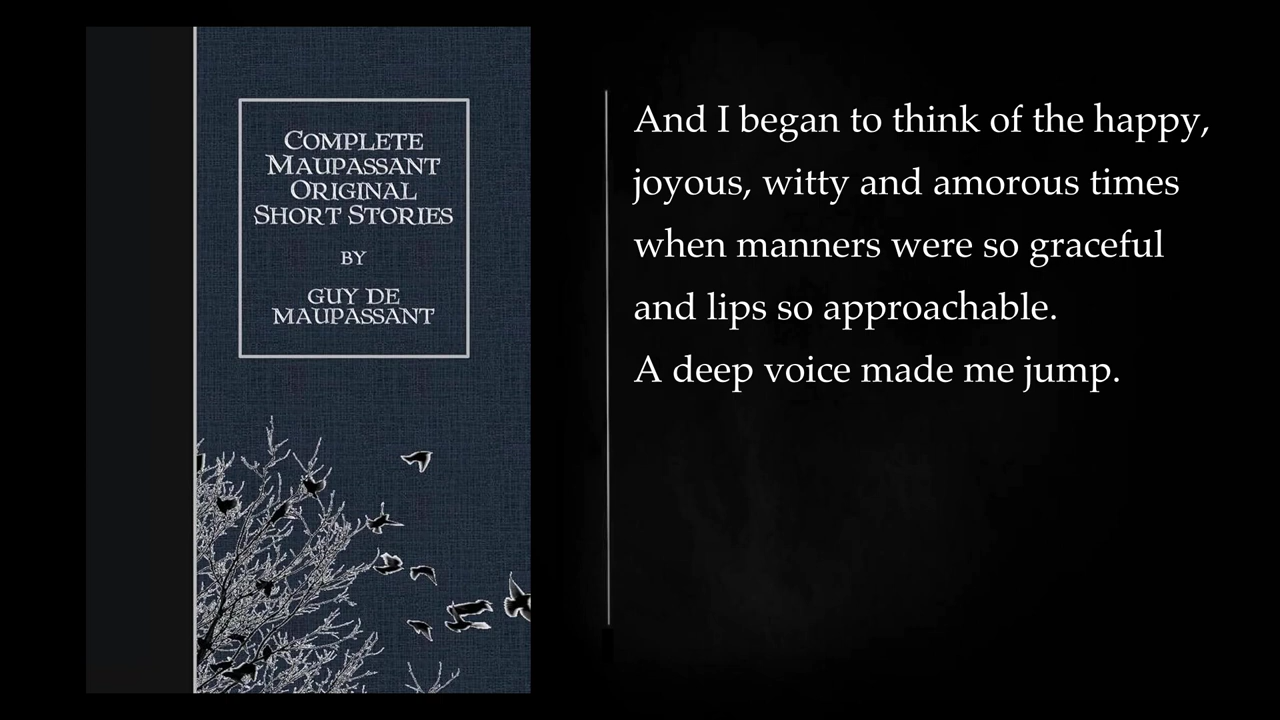 COMPLETE
MAUPASSANT
ORIGINAL
SHORT STORIES
BY
GUY DE
MAUPASSANT
And I began to think of the happy,
joyous, witty and amorous times
when manners were so graceful
and lips so approachable.
A deep voice made me jump.